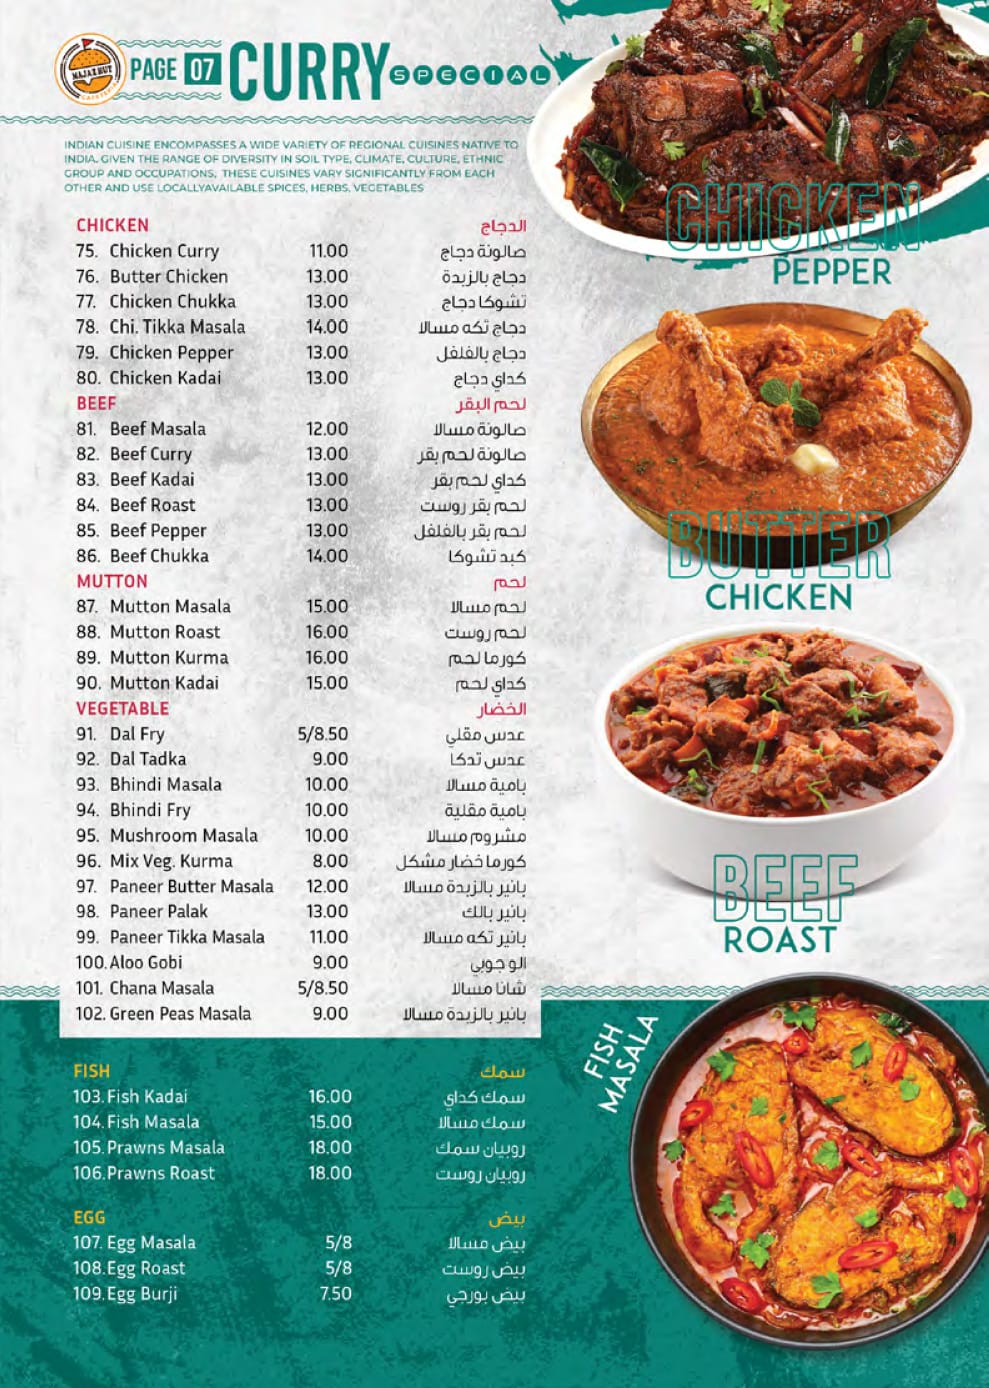 MAJAZ HUT
CAFETERIA
PAGE 07 CURRY SPECIAL
INDIAN CUISINE ENCOMPASSES A WIDE VARIETY OF REGIONAL CUISINES NATIVE TO
INDIA. GIVEN THE RANGE OF DIVERSITY IN SOIL TYPE, CLIMATE, CULTURE, ETHNIC
GROUP AND OCCUPATIONS, THESE CUISINES VARY SIGNIFICANTLY FROM EACH
OTHER AND USE LOCALLYAVAILABLE SPICES, HERBS, VEGETABLES
CHICKEN الدجاج
75. Chicken Curry 11.00 صالونة دجاج
76. Butter Chicken 13.00 دجاج بالزبدة
77. Chicken Chukka 13.00 تشوكا دجاج
78. Chi. Tikka Masala 14.00 دجاج تكه مسالا
79. Chicken Pepper 13.00 دجاج بالفلفل
80. Chicken Kadai 13.00 كداي دجاج
BEEF لحم البقر
81. Beef Masala 12.00 صالونة مسالا
82. Beef Curry 13.00 صالونة لحم بقر
83. Beef Kadai 13.00 كداي لحم بقر
84. Beef Roast 13.00 لحم بقر روست
85. Beef Pepper 13.00 لحم بقر بالفلفل
86. Beef Chukka 14.00 كبد تشوكا
MUTTON لحم
87. Mutton Masala 15.00 لحم مسالا
88. Mutton Roast 16.00 لحم روست
89. Mutton Kurma 16.00 كورما لحم
90. Mutton Kadai 15.00 كداي لحم
VEGETABLE الخضار
91. Dal Fry 5/8.50 عدس مقلي
92. Dal Tadka 9.00 عدس تدكا
93. Bhindi Masala 10.00 بامية مسالا
94. Bhindi Fry 10.00 بامية مقلية
95. Mushroom Masala 10.00 مشروم مسالا
96. Mix Veg. Kurma 8.00 كورما خضار مشكل
97. Paneer Butter Masala 12.00 بانير بالزبدة مسالا
98. Paneer Palak 13.00 بانير بالك
99. Paneer Tikka Masala 11.00 بانير تكه مسالا
100. Aloo Gobi 9.00 الو جوبي
101. Chana Masala 5/8.50 شانا مسالا
102. Green Peas Masala 9.00 بانير بالزبدة مسالا
FISH سمك
103. Fish Kadai 16.00 سمك كداي
104. Fish Masala 15.00 سمك مسالا
105. Prawns Masala 18.00 روبيان سمك
106. Prawns Roast 18.00 روبيان روست
EGG بيض
107. Egg Masala 5/8 بيض مسالا
108. Egg Roast 5/8 بيض روست
109. Egg Burji 7.50 بيض بورجي
CHICKEN
PEPPER
BUTTER
CHICKEN
BEEF
ROAST
FISH
MASALA